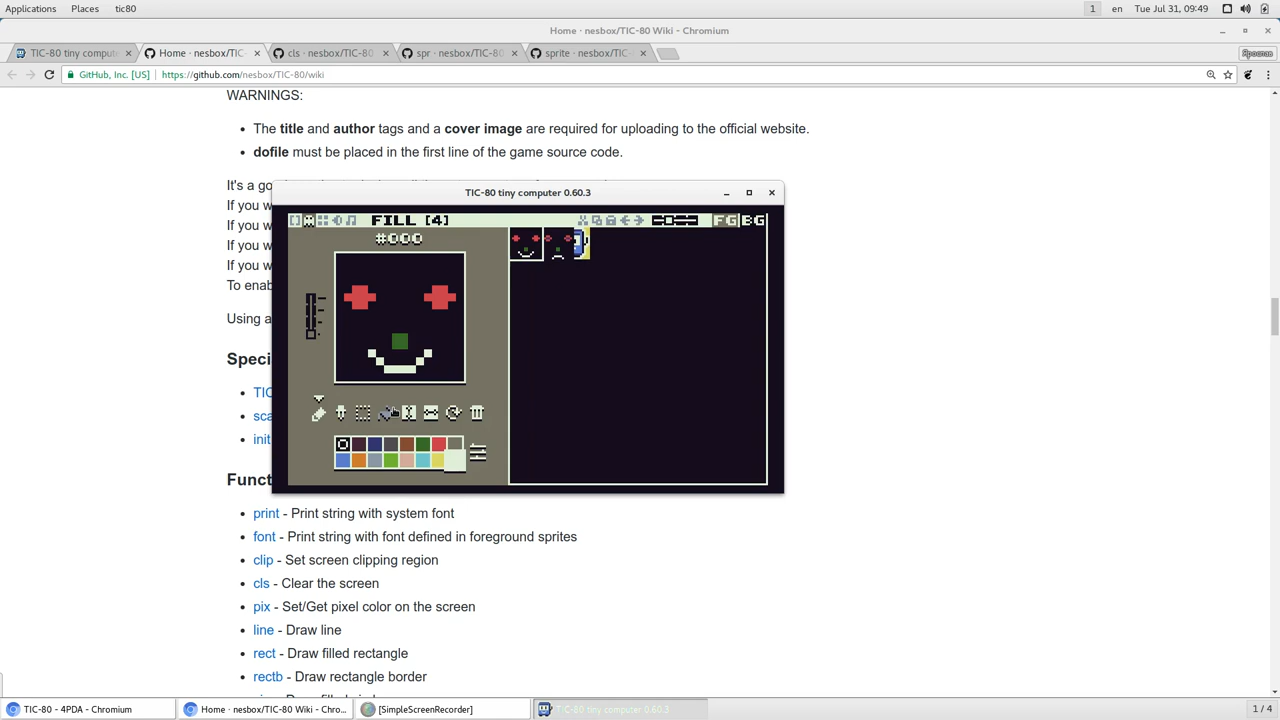 Applications Places tic80 1 en Tue Jul 31, 09:49
Home · nesbox/TIC-80 Wiki - Chromium
TIC-80 tiny comput Home · nesbox/TIC- cls · nesbox/TIC-80 spr · nesbox/TIC-80 sprite · nesbox/TIC- Ярослав
GitHub, Inc. [US] https://github.com/nesbox/TIC-80/wiki
WARNINGS:
The title and author tags and a cover image are required for uploading to the official website.
dofile must be placed in the first line of the game source code.
It's a go
If you w
If you w
If you w
If you w
To enab
Using a
Speci
TIC
sca
init
TIC-80 tiny computer 0.60.3
FILL [4] FG BG
#000
Funct
print - Print string with system font
font - Print string with font defined in foreground sprites
clip - Set screen clipping region
cls - Clear the screen
pix - Set/Get pixel color on the screen
line - Draw line
rect - Draw filled rectangle
rectb - Draw rectangle border
TIC-80 - 4PDA - Chromium Home · nesbox/TIC-80 Wiki - Chro... [SimpleScreenRecorder] TIC-80 tiny computer 0.60.3 1 / 4